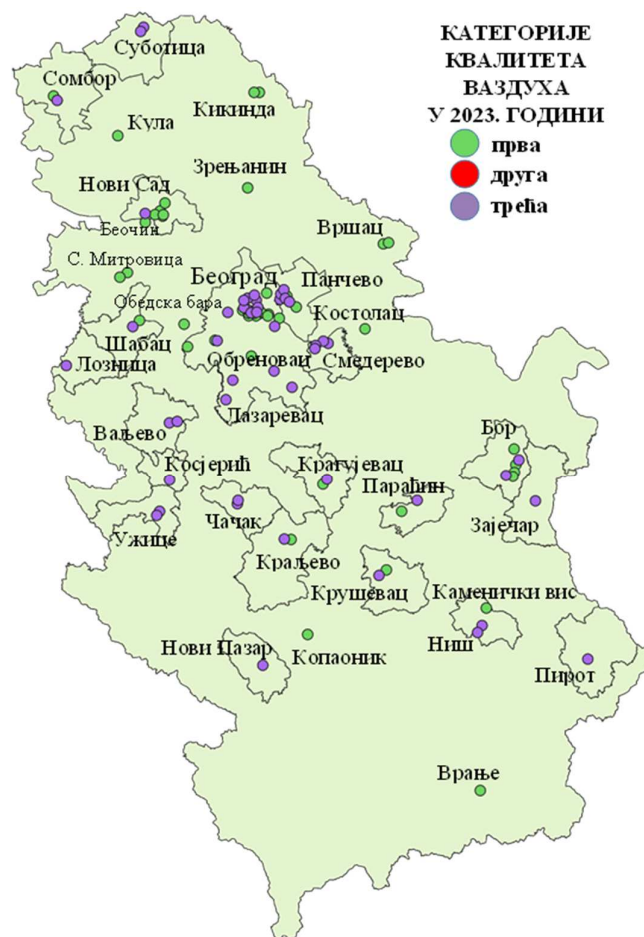 КАТЕГОРИЈЕ
КВАЛИТЕТА
ВАЗДУХА
У 2023. ГОДИНИ
прва
друга
трећа
Суботица
Сомбор
Кикинда
Кула
Зрењанин
Нови Сад
Беочин
Вршац
С. Митровица
Београд
Панчево
Обедска бара
Костолац
Шабац
Обреновац
Смедерево
Лозница
Лазаревац
Ваљево
Бор
Косјерић
Крагујевац
Параћин
Чачак
Зајечар
Ужице
Краљево
Крушевац
Каменички вис
Ниш
Нови Пазар
Копаоник
Пирот
Врање